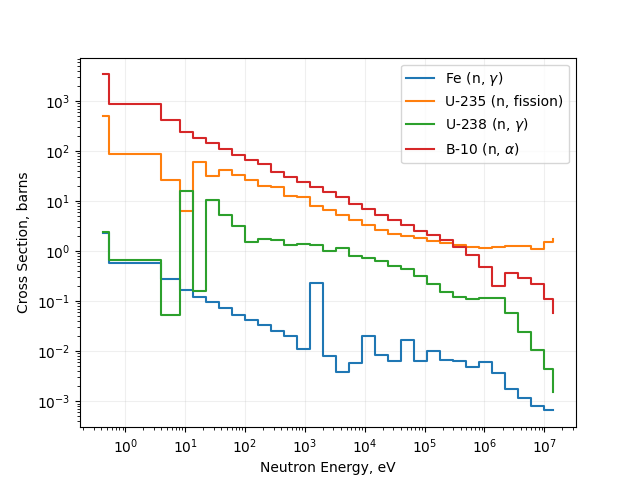 Fe (n, γ)
U-235 (n, fission)
U-238 (n, γ)
B-10 (n, α)
10³
10²
10¹
10⁰
10⁻¹
10⁻²
10⁻³
Cross Section, barns
10⁰ 10¹ 10² 10³ 10⁴ 10⁵ 10⁶ 10⁷
Neutron Energy, eV